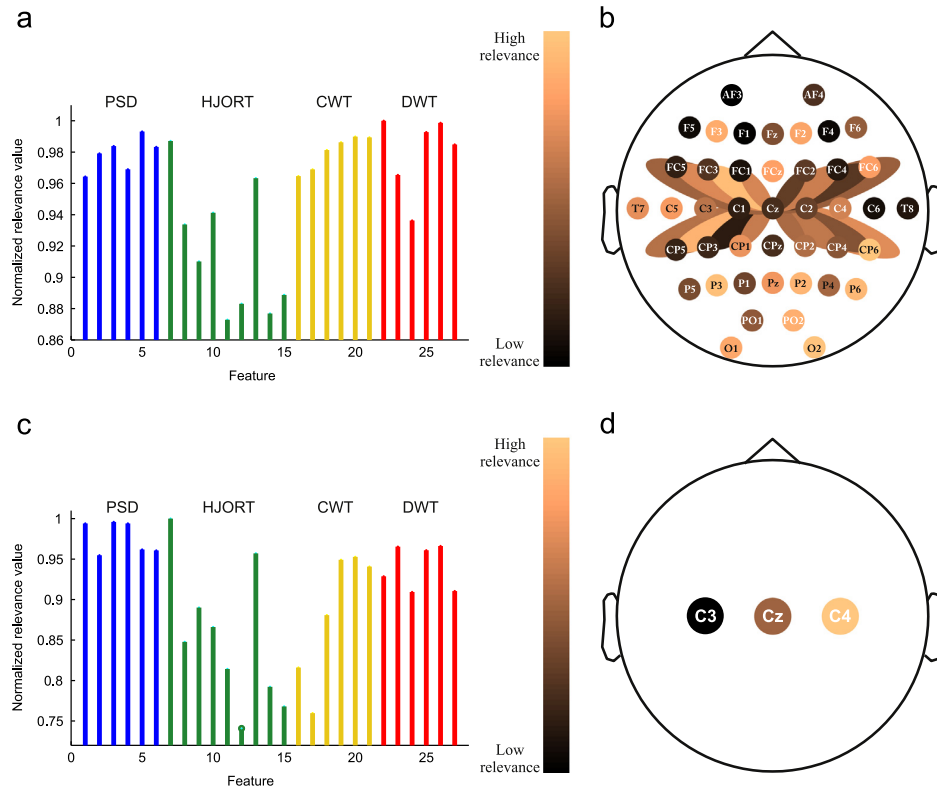 a
High
relevance
Low
relevance
PSD HJORT CWT DWT
Normalized relevance value
1
0.98
0.96
0.94
0.92
0.9
0.88
0.86
0 5 10 15 20 25
Feature
b
AF3 AF4
F5 F3 F1 Fz F2 F4 F6
FC5 FC3 FC1 FCz FC2 FC4 FC6
T7 C5 C3 C1 Cz C2 C4 C6 T8
CP5 CP3 CP1 CPz CP2 CP4 CP6
P5 P3 P1 Pz P2 P4 P6
PO1 PO2
O1 O2
c
High
relevance
Low
relevance
PSD HJORT CWT DWT
Normalized relevance value
1
0.95
0.9
0.85
0.8
0.75
0 5 10 15 20 25
Feature
d
C3 Cz C4